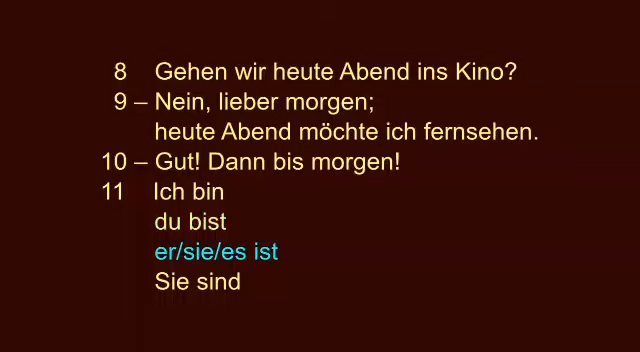 8 Gehen wir heute Abend ins Kino?
9 – Nein, lieber morgen;
heute Abend möchte ich fernsehen.
10 – Gut! Dann bis morgen!
11 Ich bin
du bist
er/sie/es ist
Sie sind